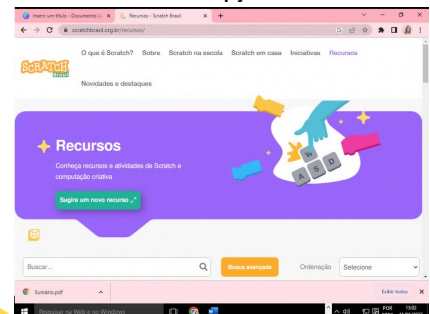 Inserir um título - Documento
Recursos - Scratch Brasil
scratchbrasil.org.br/recursos/
O que é Scratch? Sobre Scratch na escola Scratch em casa Iniciativas Recursos
SCRATCH
Brasil
Novidades e destaques
Recursos
Conheça recursos e atividades de Scratch e
computação criativa
Sugira um novo recurso
W
A S D
Buscar...
Busca avançada
Ordenação
Selecione
Sumário.pdf
Exibir todos
Pesquisar na Web e no Windows
POR
13:02